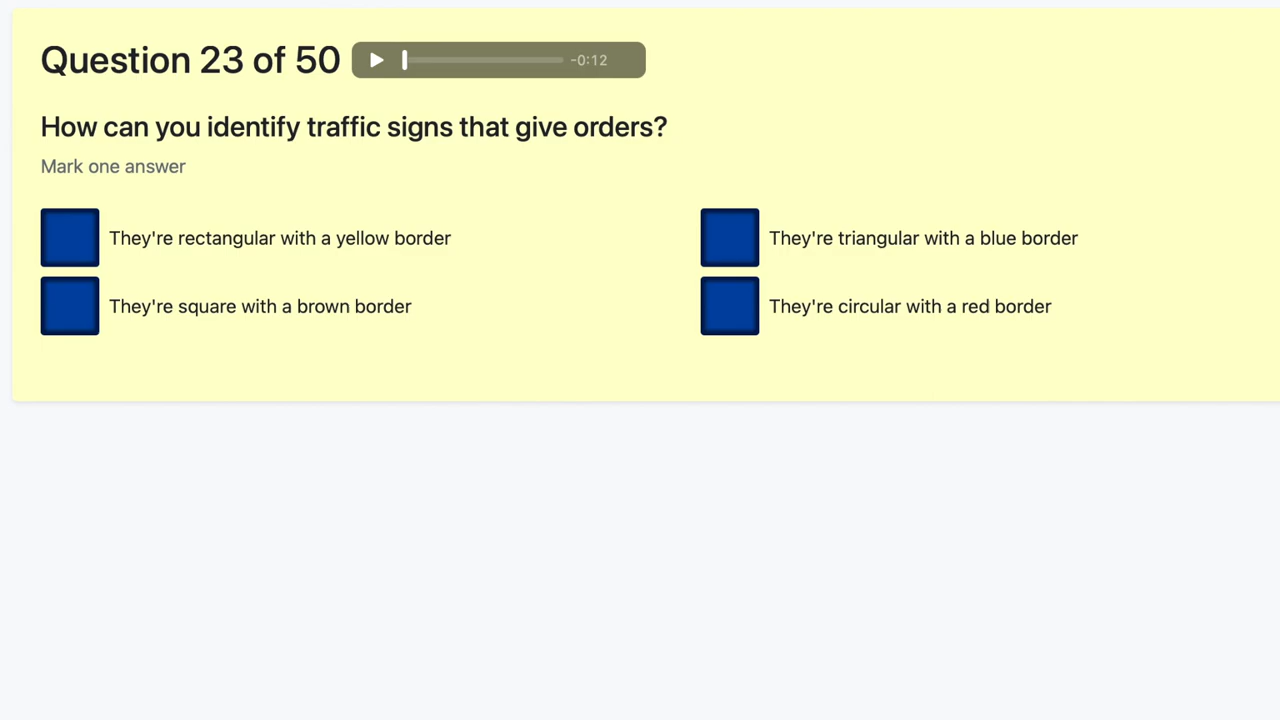 Question 23 of 50
-0:12
How can you identify traffic signs that give orders?
Mark one answer
They're rectangular with a yellow border
They're triangular with a blue border
They're square with a brown border
They're circular with a red border